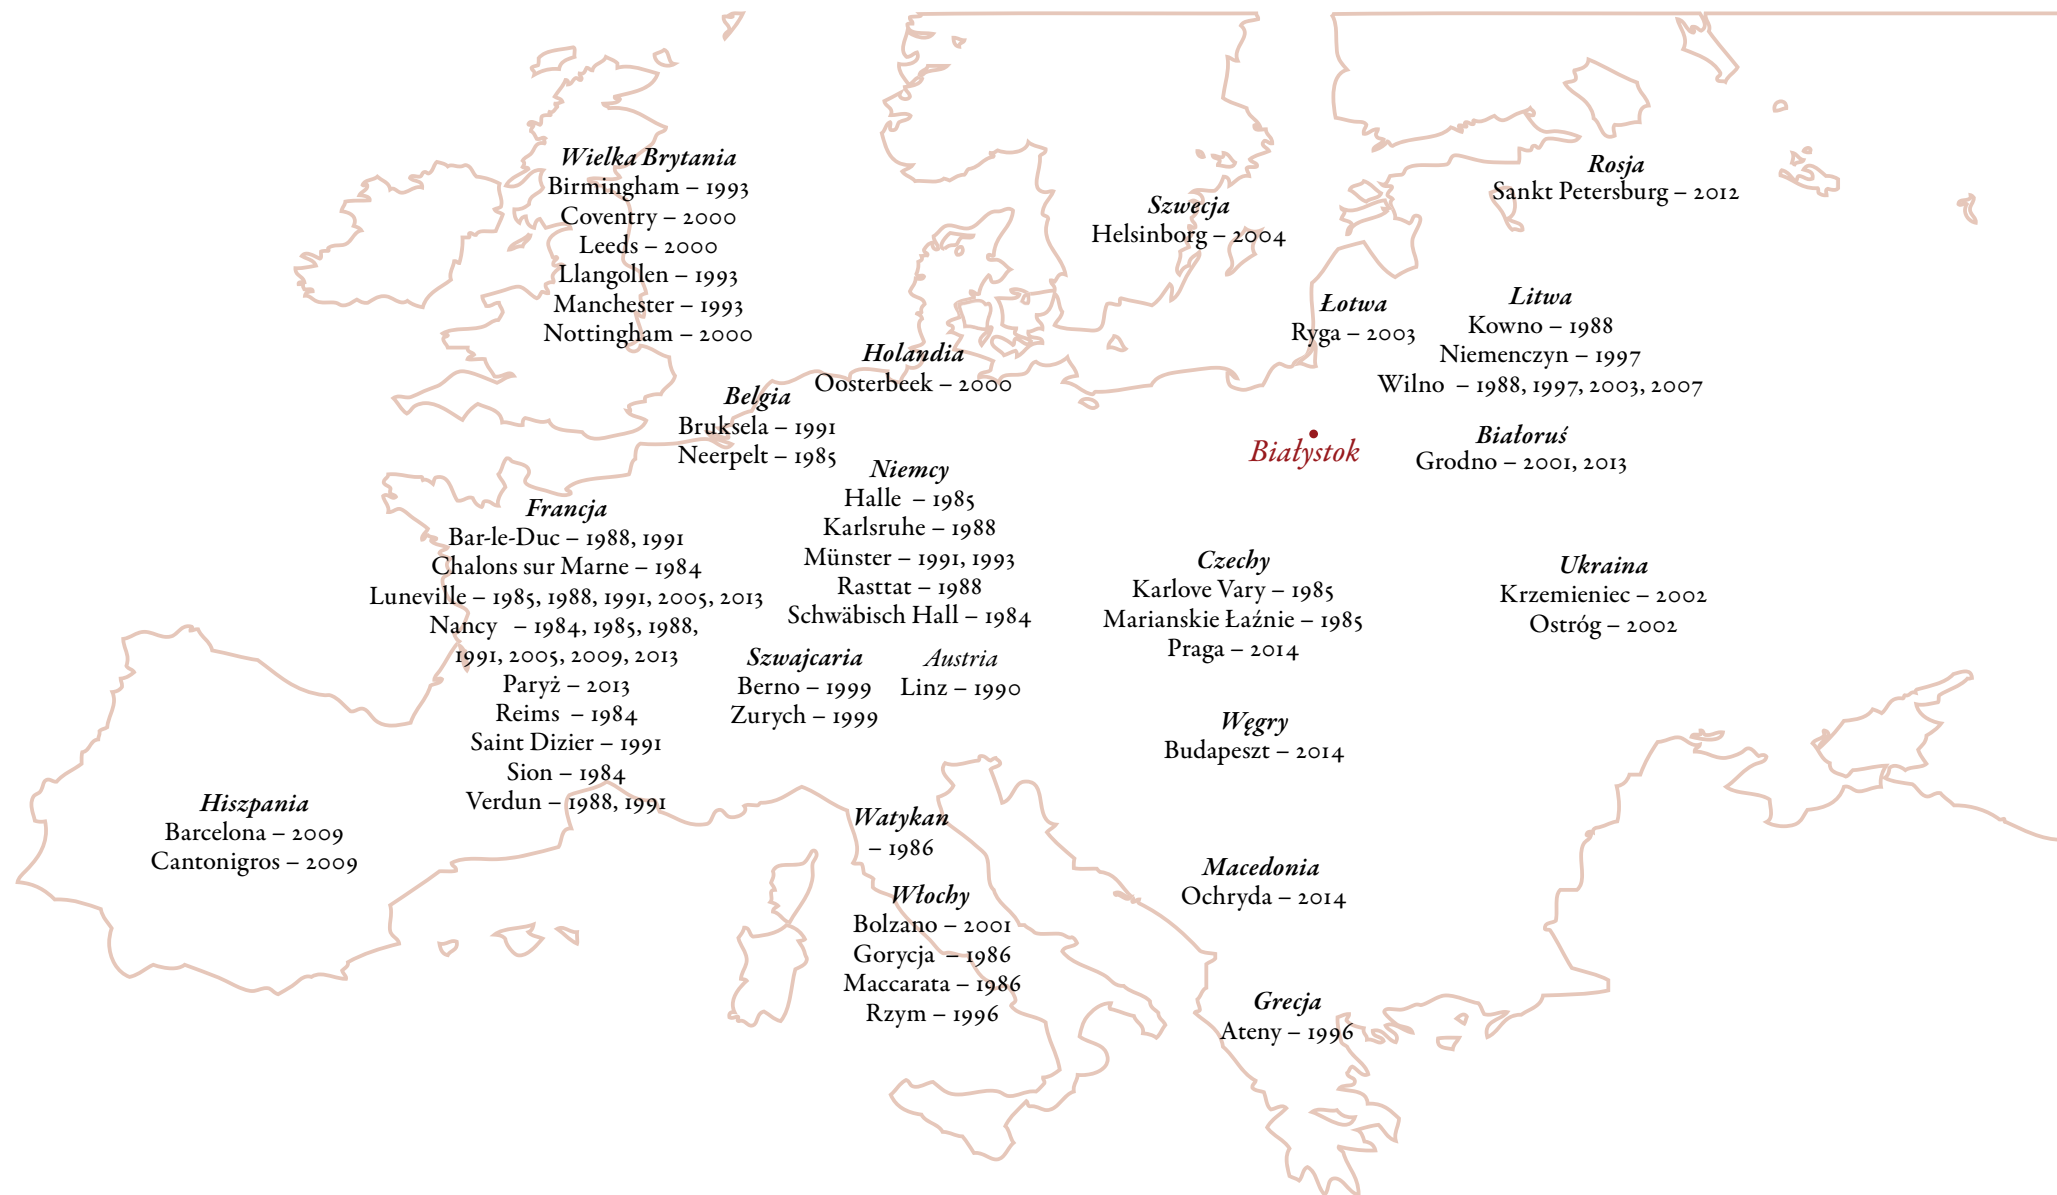 Wielka Brytania
Birmingham – 1993
Coventry – 2000
Leeds – 2000
Llangollen – 1993
Manchester – 1993
Nottingham – 2000
Szwecja
Helsinborg – 2004
Rosja
Sankt Petersburg – 2012
Łotwa
Ryga – 2003
Litwa
Kowno – 1988
Niemenczyn – 1997
Wilno – 1988, 1997, 2003, 2007
Holandia
Oosterbeek – 2000
Belgia
Bruksela – 1991
Neerpelt – 1985
Białystok
Białoruś
Grodno – 2001, 2013
Niemcy
Halle – 1985
Karlsruhe – 1988
Münster – 1991, 1993
Rasttat – 1988
Schwäbisch Hall – 1984
Francja
Bar-le-Duc – 1988, 1991
Chalons sur Marne – 1984
Luneville – 1985, 1988, 1991, 2005, 2013
Nancy – 1984, 1985, 1988,
1991, 2005, 2009, 2013
Paryż – 2013
Reims – 1984
Saint Dizier – 1991
Sion – 1984
Verdun – 1988, 1991
Czechy
Karlove Vary – 1985
Marianskie Łaźnie – 1985
Praga – 2014
Ukraina
Krzemieniec – 2002
Ostróg – 2002
Szwajcaria
Berno – 1999
Zurych – 1999
Austria
Linz – 1990
Węgry
Budapeszt – 2014
Hiszpania
Barcelona – 2009
Cantonigros – 2009
Watykan
– 1986
Włochy
Bolzano – 2001
Gorycja – 1986
Maccarata – 1986
Rzym – 1996
Macedonia
Ochryda – 2014
Grecja
Ateny – 1996